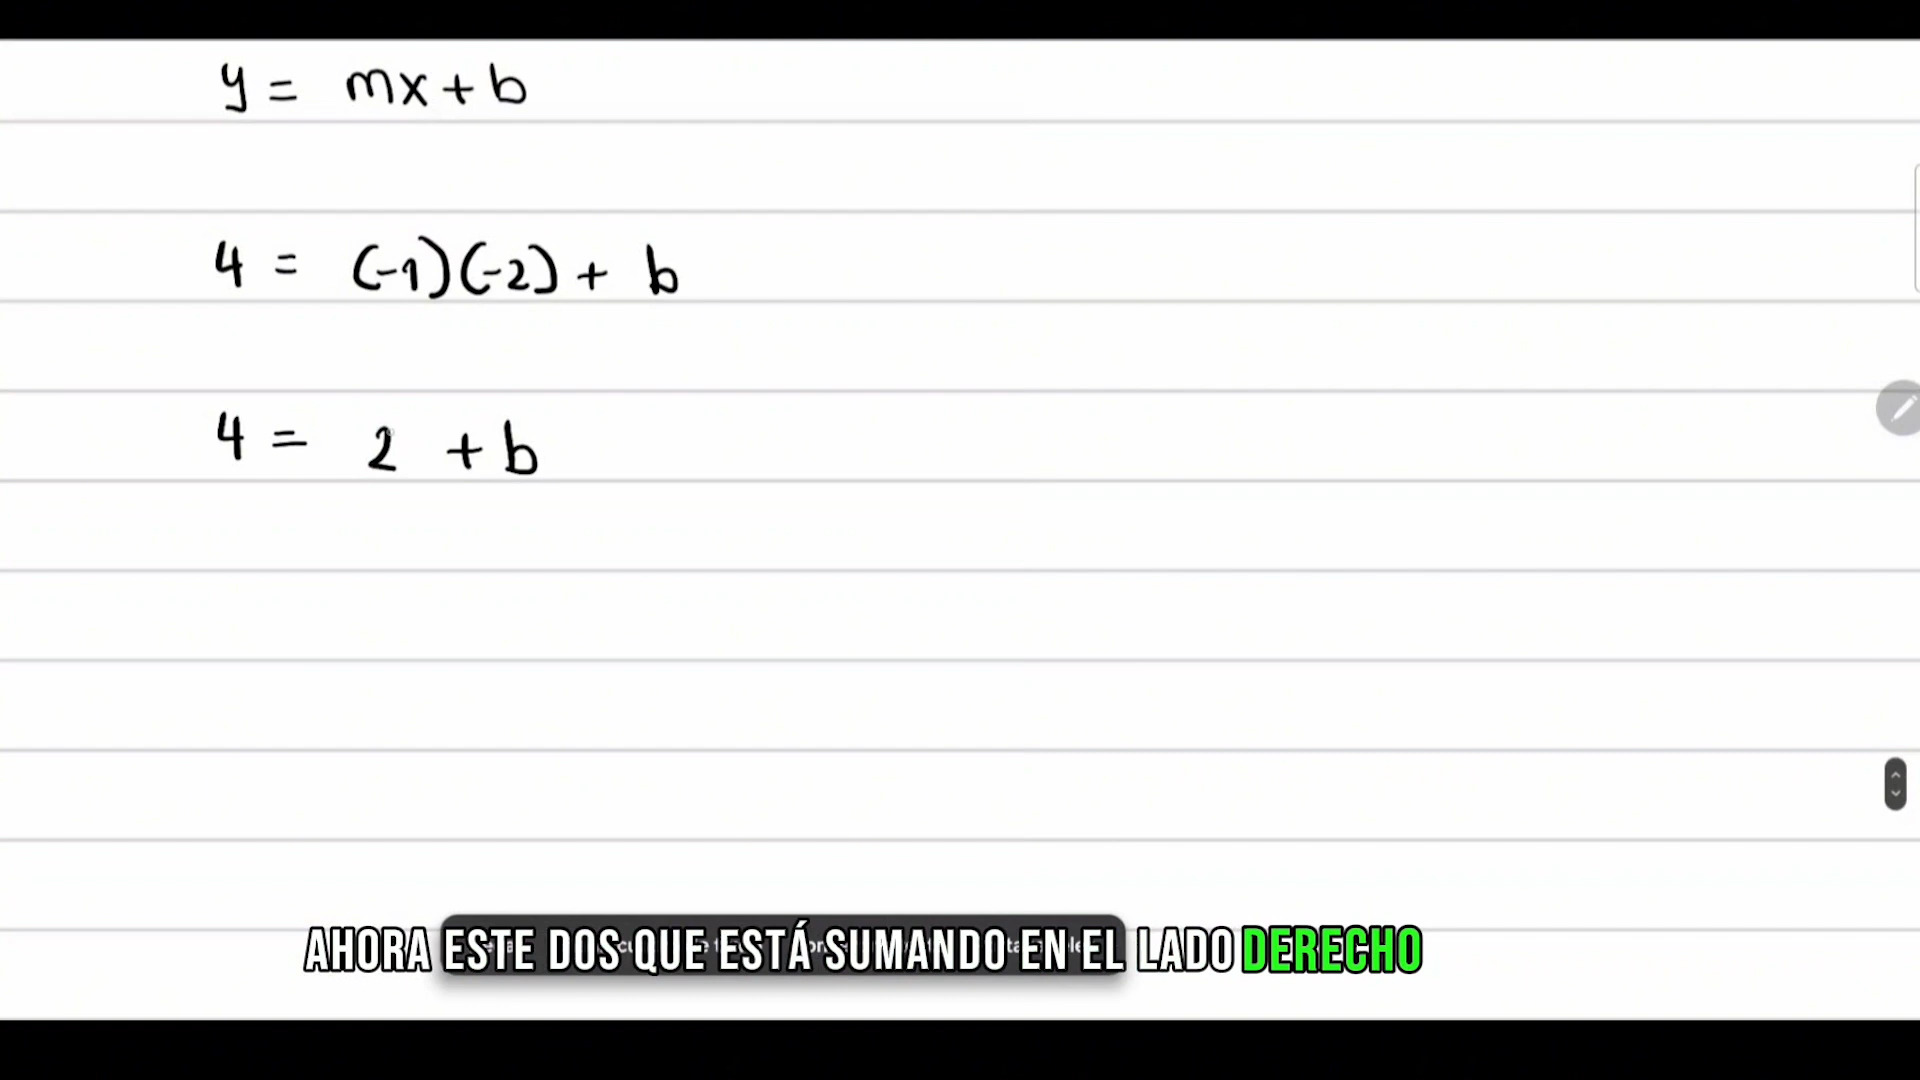 y = mx + b
4 = (-1)(-2) + b
4 = 2 + b
AHORA ESTE DOS QUE ESTÁ SUMANDO EN EL LADO DERECHO